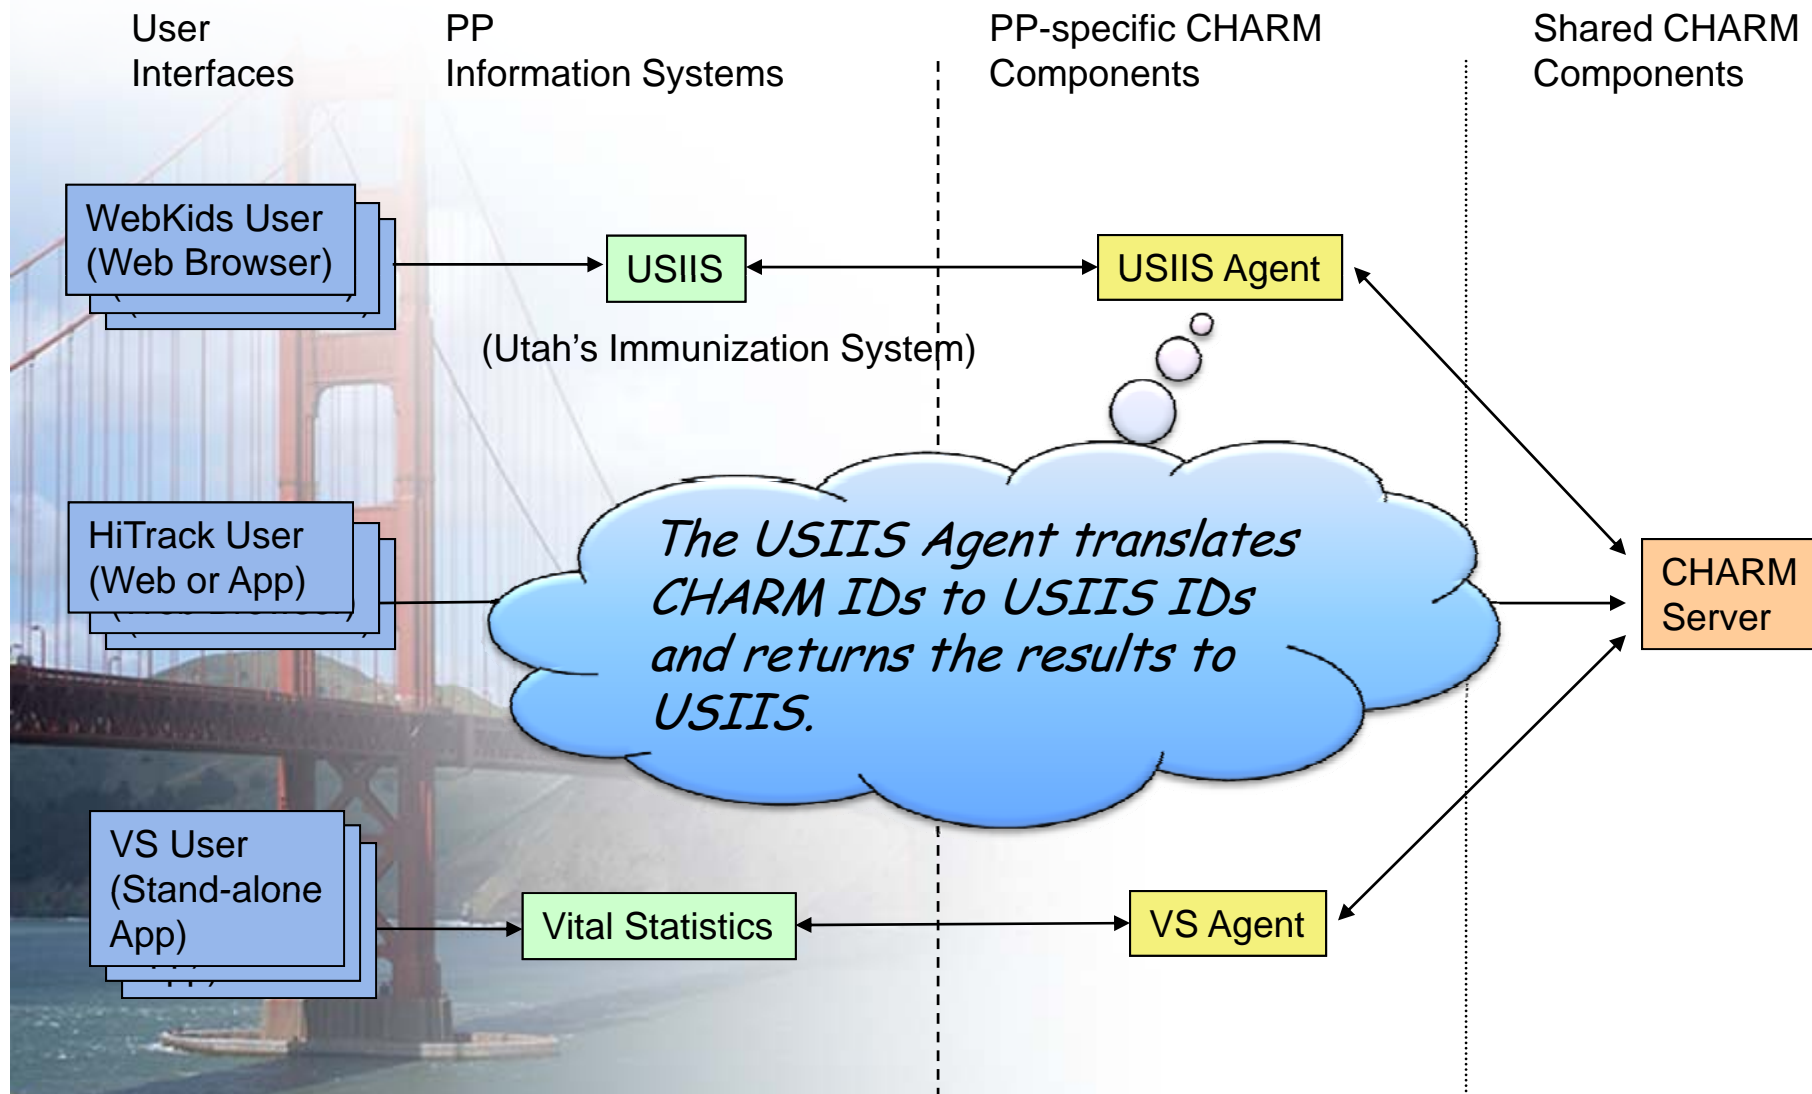 User
Interfaces
PP
Information Systems
PP-specific CHARM
Components
Shared CHARM
Components
WebKids User
(Web Browser)
USIIS
USIIS Agent
(Utah's Immunization System)
The USIIS Agent translates
CHARM IDs to USIIS IDs
and returns the results to
USIIS.
HiTrack User
(Web or App)
CHARM
Server
VS User
(Stand-alone
App)
Vital Statistics
VS Agent